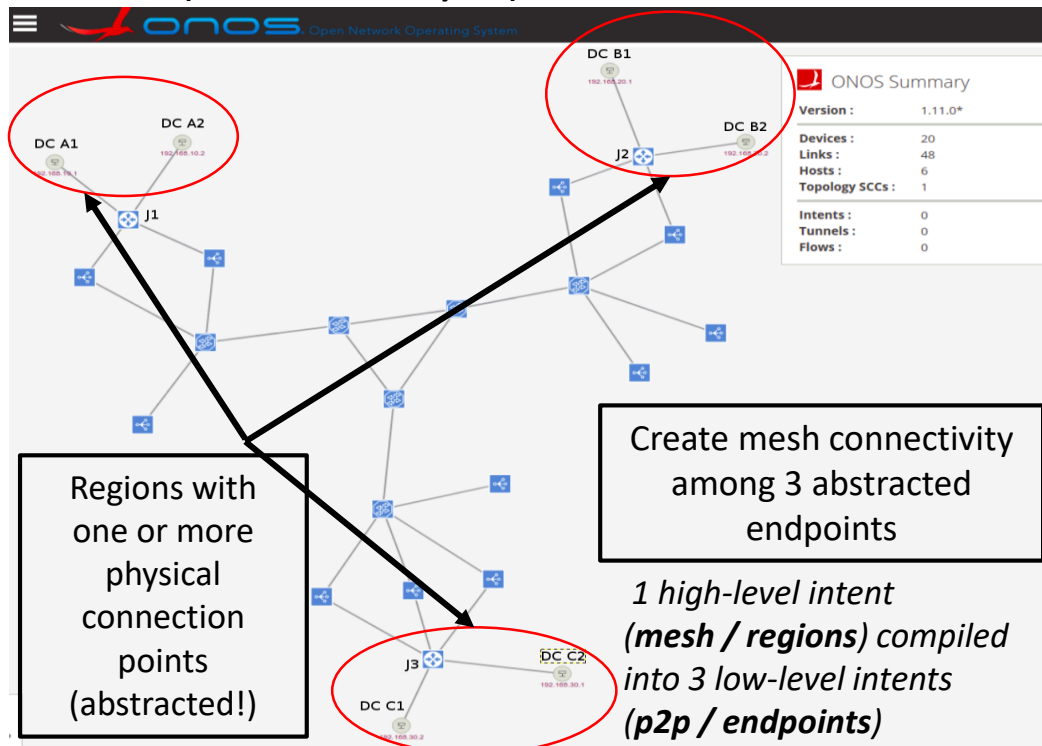 onos. Open Network Operating System
DC B1
192.168.20.1
ONOS Summary
Version : 1.11.0*
Devices : 20
Links : 48
Hosts : 6
Topology SCCs : 1
Intents : 0
Tunnels : 0
Flows : 0
DC A2
192.168.10.2
DC A1
DC B2
J2
J1
Regions with
one or more
physical
connection
points
(abstracted!)
Create mesh connectivity
among 3 abstracted
endpoints
1 high-level intent
(mesh / regions) compiled
into 3 low-level intents
(p2p / endpoints)
J3
DC C2
192.168.30.1
DC C1
192.168.30.2